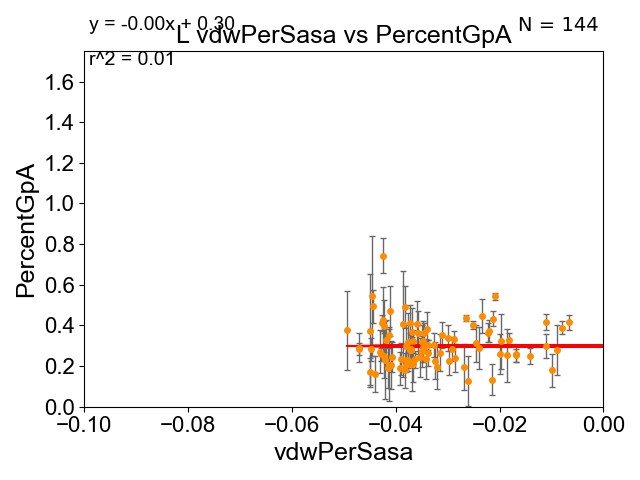 y = -0.00x + 0.30
L vdwPerSasa vs PercentGpA
N = 144
r^2 = 0.01
1.6
1.4
1.2
1.0
0.8
0.6
0.4
0.2
0.0
PercentGpA
−0.10
−0.08
−0.06
−0.04
−0.02
0.00
vdwPerSasa